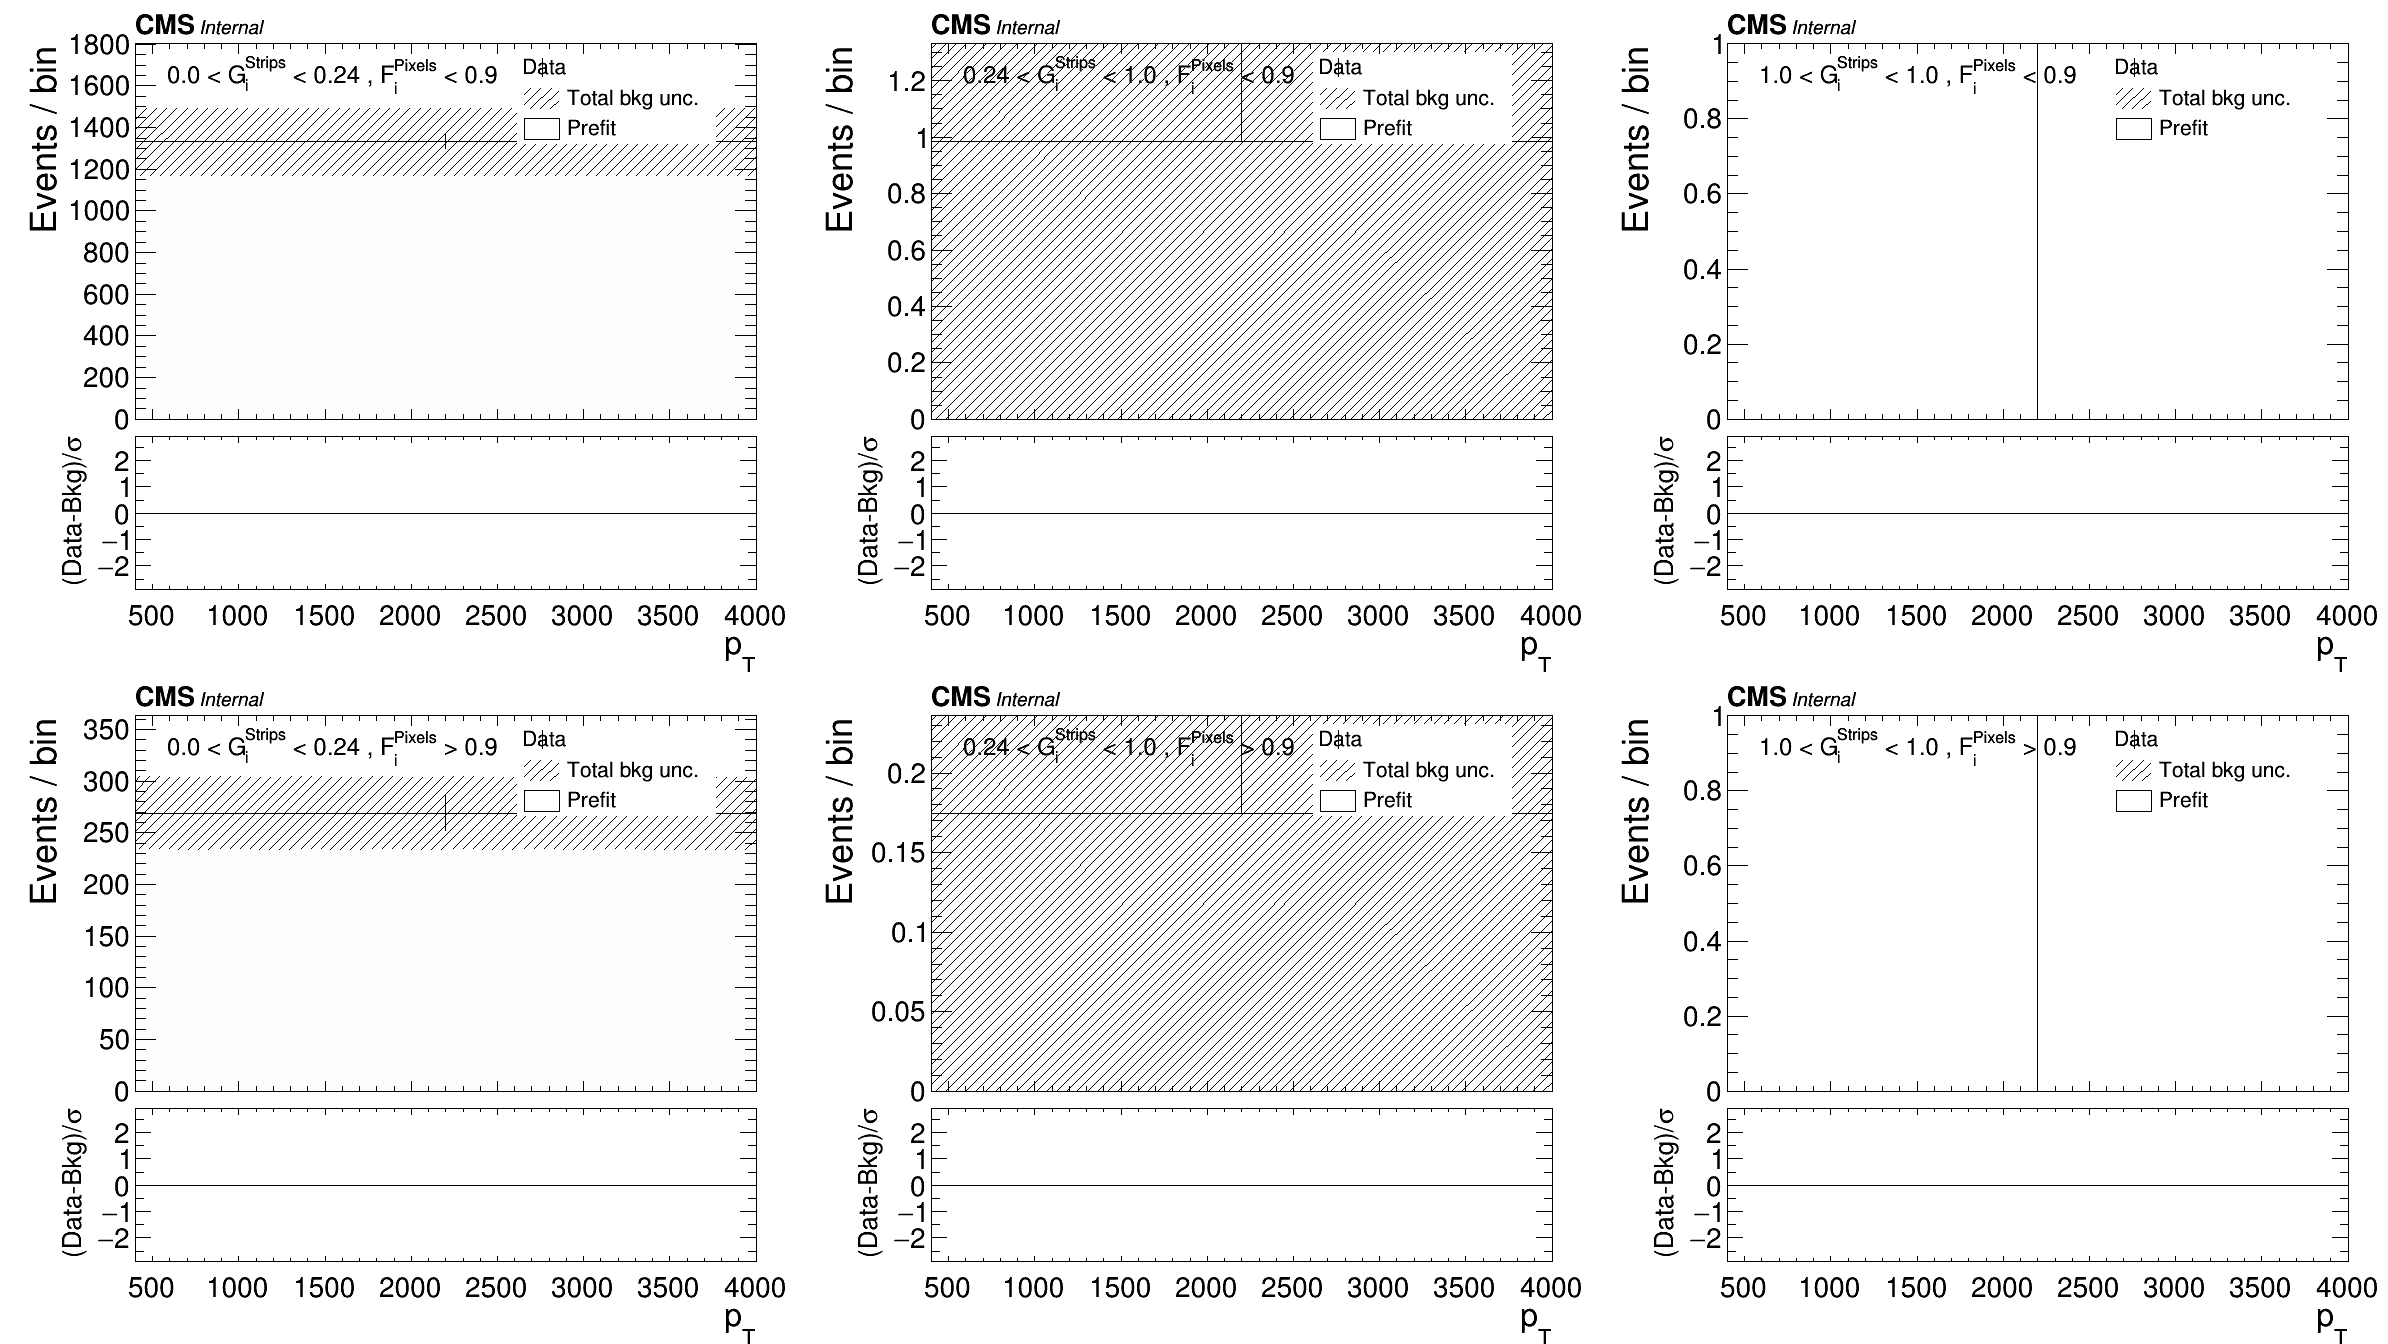 CMS Internal
Events / bin
1800
1600
1400
1200
1000
800
600
400
200
0
0.0 < G_i^Strips < 0.24 , F_i^Pixels < 0.9
Data
Total bkg unc.
Prefit
(Data-Bkg)/σ
2
1
0
−1
−2
500 1000 1500 2000 2500 3000 3500 4000
p_T
CMS Internal
Events / bin
1.2
1
0.8
0.6
0.4
0.2
0
0.24 < G_i^Strips < 1.0 , F_i^Pixels < 0.9
Data
Total bkg unc.
Prefit
(Data-Bkg)/σ
2
1
0
−1
−2
500 1000 1500 2000 2500 3000 3500 4000
p_T
CMS Internal
Events / bin
1
0.8
0.6
0.4
0.2
0
1.0 < G_i^Strips < 1.0 , F_i^Pixels < 0.9
Data
Total bkg unc.
Prefit
(Data-Bkg)/σ
2
1
0
−1
−2
500 1000 1500 2000 2500 3000 3500 4000
p_T
CMS Internal
Events / bin
350
300
250
200
150
100
50
0
0.0 < G_i^Strips < 0.24 , F_i^Pixels > 0.9
Data
Total bkg unc.
Prefit
(Data-Bkg)/σ
2
1
0
−1
−2
500 1000 1500 2000 2500 3000 3500 4000
p_T
CMS Internal
Events / bin
0.2
0.15
0.1
0.05
0
0.24 < G_i^Strips < 1.0 , F_i^Pixels > 0.9
Data
Total bkg unc.
Prefit
(Data-Bkg)/σ
2
1
0
−1
−2
500 1000 1500 2000 2500 3000 3500 4000
p_T
CMS Internal
Events / bin
1
0.8
0.6
0.4
0.2
0
1.0 < G_i^Strips < 1.0 , F_i^Pixels > 0.9
Data
Total bkg unc.
Prefit
(Data-Bkg)/σ
2
1
0
−1
−2
500 1000 1500 2000 2500 3000 3500 4000
p_T